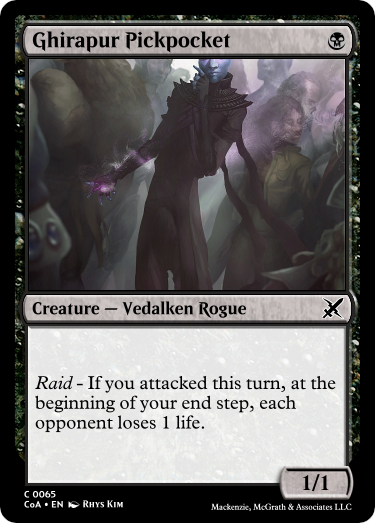 Ghirapur Pickpocket
Creature — Vedalken Rogue
Raid - If you attacked this turn, at the
beginning of your end step, each
opponent loses 1 life.
1/1
C 0065
CoA • EN Rhys Kim
Mackenzie, McGrath & Associates LLC